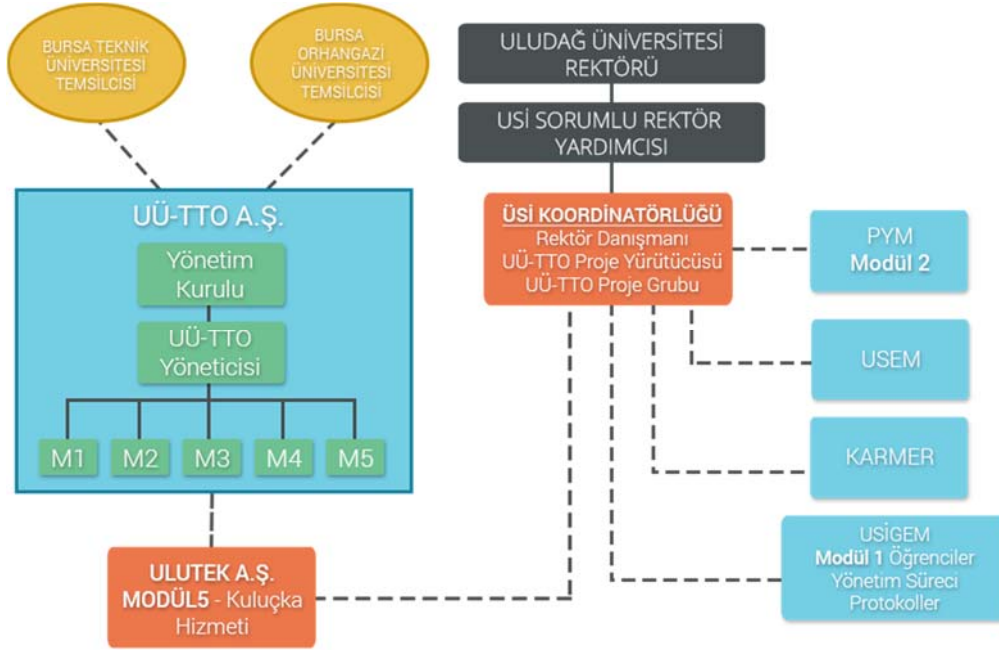 BURSA TEKNİK
ÜNİVERSİTESİ
TEMSİLCİSİ
BURSA
ORHANGAZİ
ÜNİVERSİTESİ
TEMSİLCİSİ
ULUDAĞ ÜNİVERSİTESİ
REKTÖRÜ
USİ SORUMLU REKTÖR
YARDIMCISI
UÜ-TTO A.Ş.
Yönetim
Kurulu
UÜ-TTO
Yöneticisi
M1
M2
M3
M4
M5
ULUTEK A.Ş.
MODÜL5 - Kuluçka
Hizmeti
ÜSİ KOORDİNATÖRLÜĞÜ
Rektör Danışmanı
UÜ-TTO Proje Yürütücüsü
UÜ-TTO Proje Grubu
PYM
Modül 2
USEM
KARMER
USİGEM
Modül 1 Öğrenciler
Yönetim Süreci
Protokoller